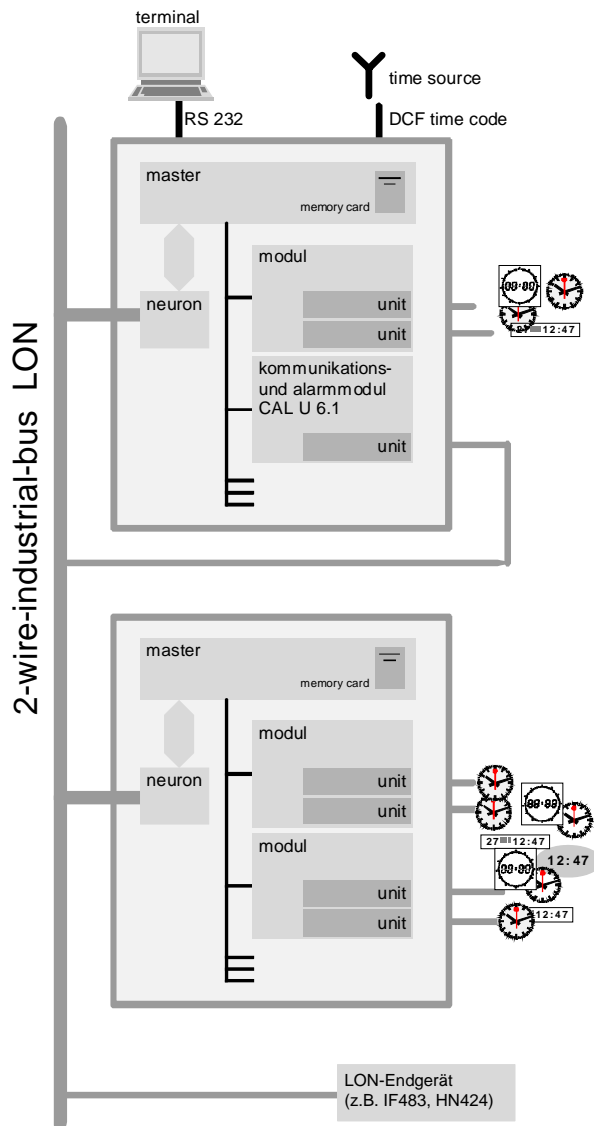 terminal
time source
RS 232
DCF time code
2-wire-industrial-bus LON
master
memory card
neuron
modul
unit
unit
12:47
kommunikations-
und alarmmodul
CAL U 6.1
unit
master
memory card
neuron
modul
unit
unit
27 12:47
modul
12:47
unit
unit
12:47
LON-Endgerät
(z.B. IF483, HN424)